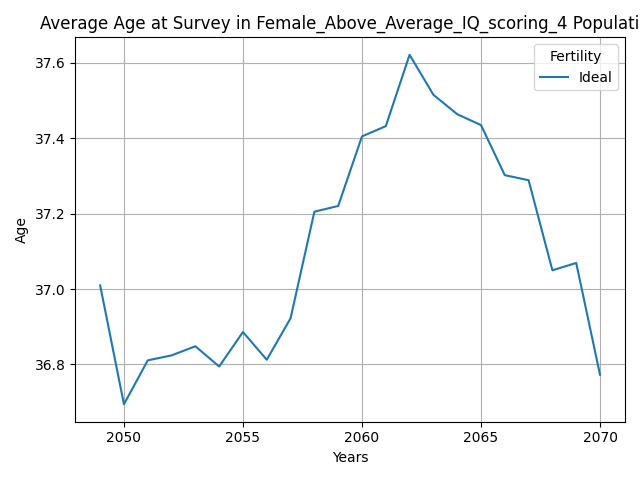 Average Age at Survey in Female_Above_Average_IQ_scoring_4 Populati
37.6
37.4
37.2
37.0
36.8
Age
Fertility
Ideal
2050 2055 2060 2065 2070
Years